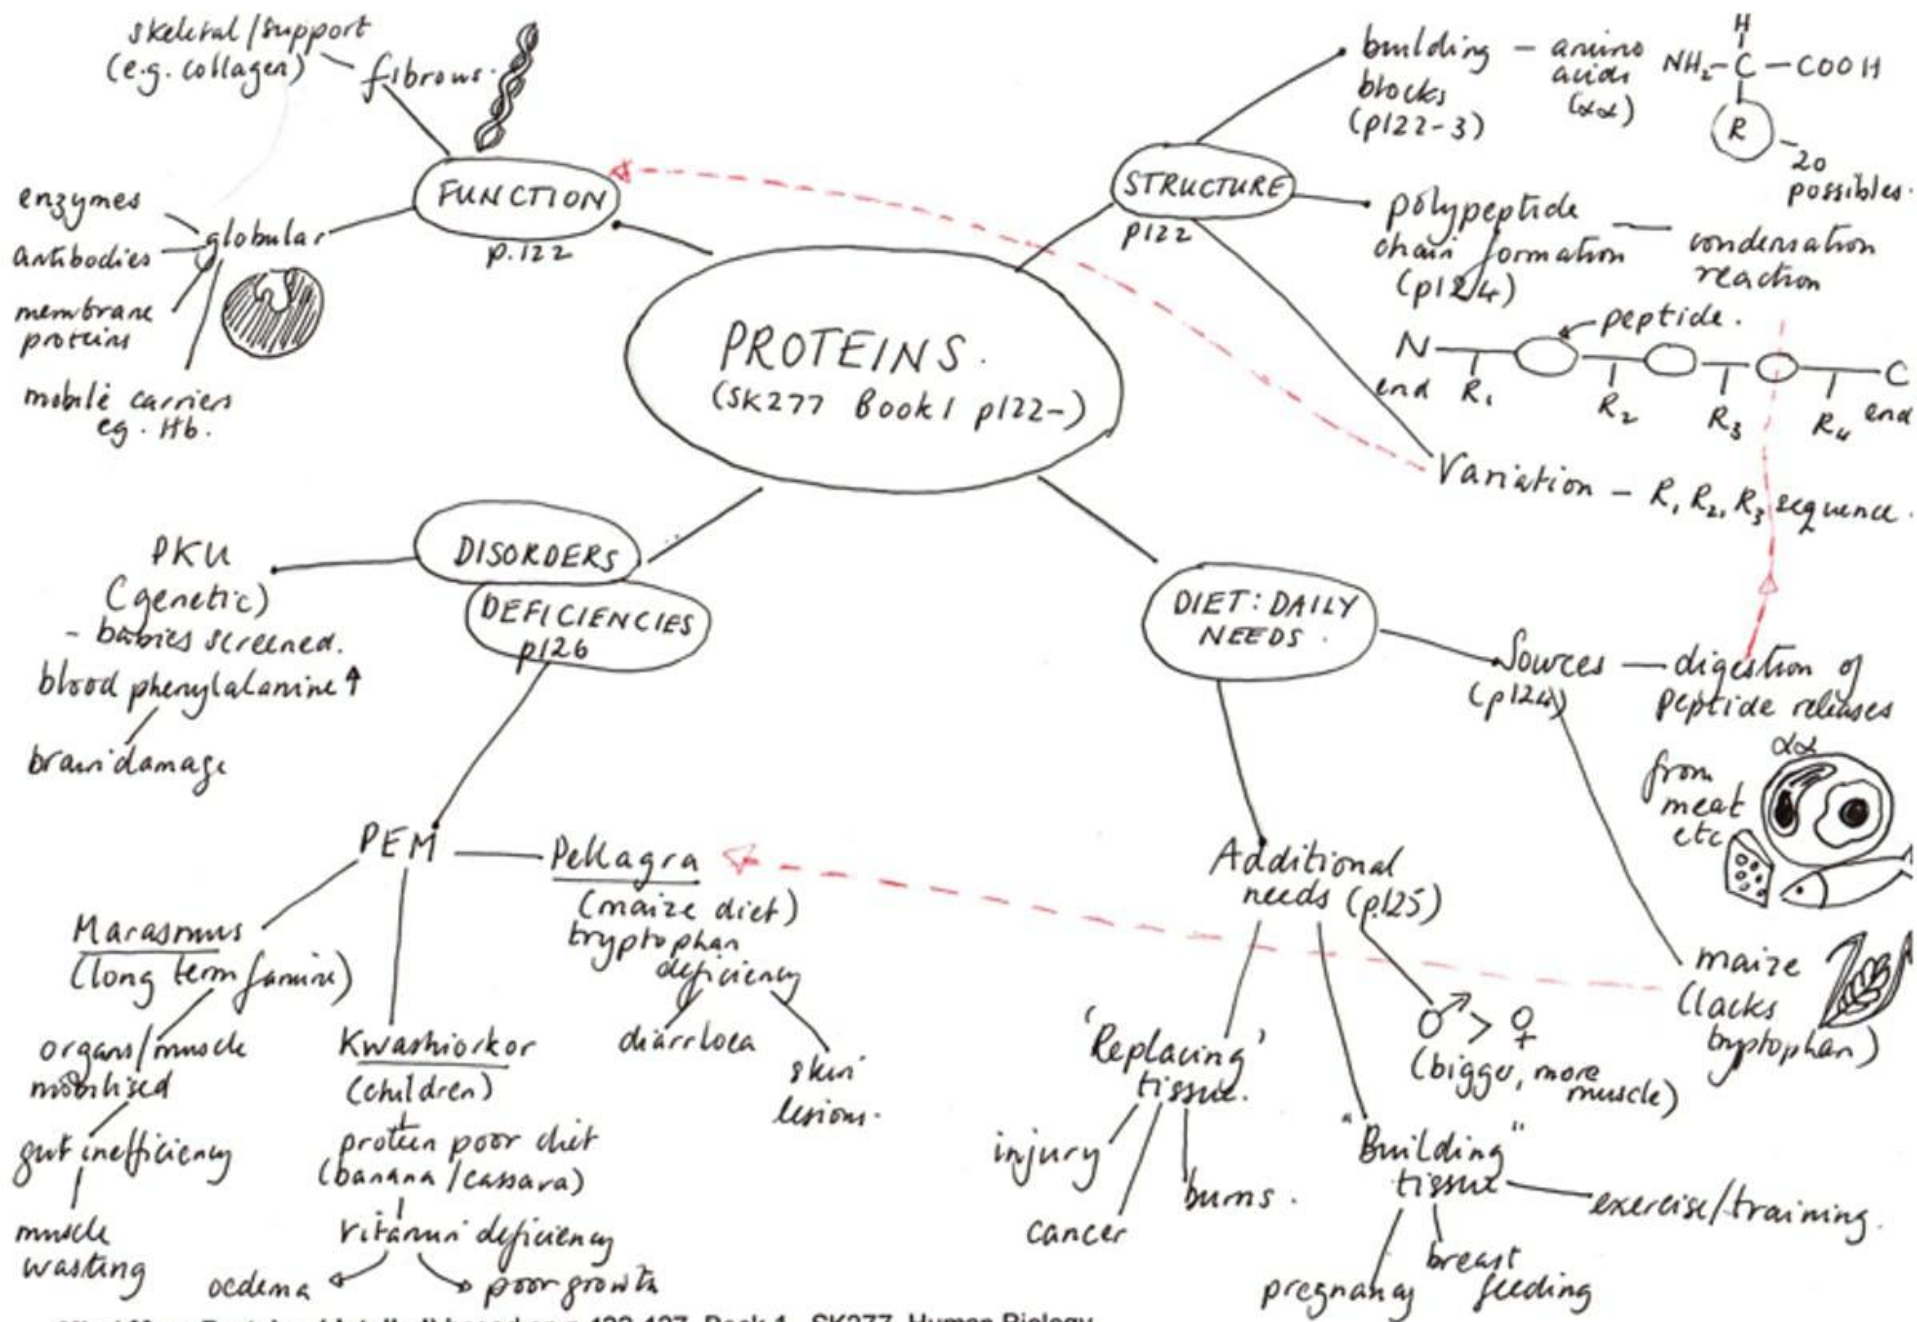 PROTEINS.
(SK277 Book 1 p122-)
FUNCTION
p.122
fibrous.
skeletal/support
(e.g. collagen)
globular
enzymes
antibodies
membrane
proteins
mobile carriers
eg. Hb.
STRUCTURE
p122
building – amino
blocks acids
(p122-3) (αα)
H
NH2–C–COOH
R
20
possibles.
polypeptide
chain formation
(p124)
condensation
reaction
peptide.
N C
end R1 R2 R3 R4 end
Variation – R1 R2, R3 sequence.
DIET: DAILY
NEEDS.
Sources — digestion of
(p124) peptide releases
αα
from
meat
etc
maize
(lacks
tryptophan)
Additional
needs (p.125)
♂ > ♀
(bigger, more
muscle)
'Replacing'
tissue.
injury
cancer
burns.
"Building"
tissue
exercise/training.
breast
feeding
pregnancy
DISORDERS
DEFICIENCIES
p126
PKU
(genetic)
- babies screened.
blood phenylalanine ↑
brain damage
PEM
Pellagra
(maize diet)
tryptophan
deficiency
diarrhoea
skin
lesions.
Marasmus
(long term famine)
organs/muscle
mobilised
gut inefficiency
muscle
wasting
Kwashiorkor
(children)
protein poor diet
(banana/cassara)
vitamin deficiency
oedema
poor growth